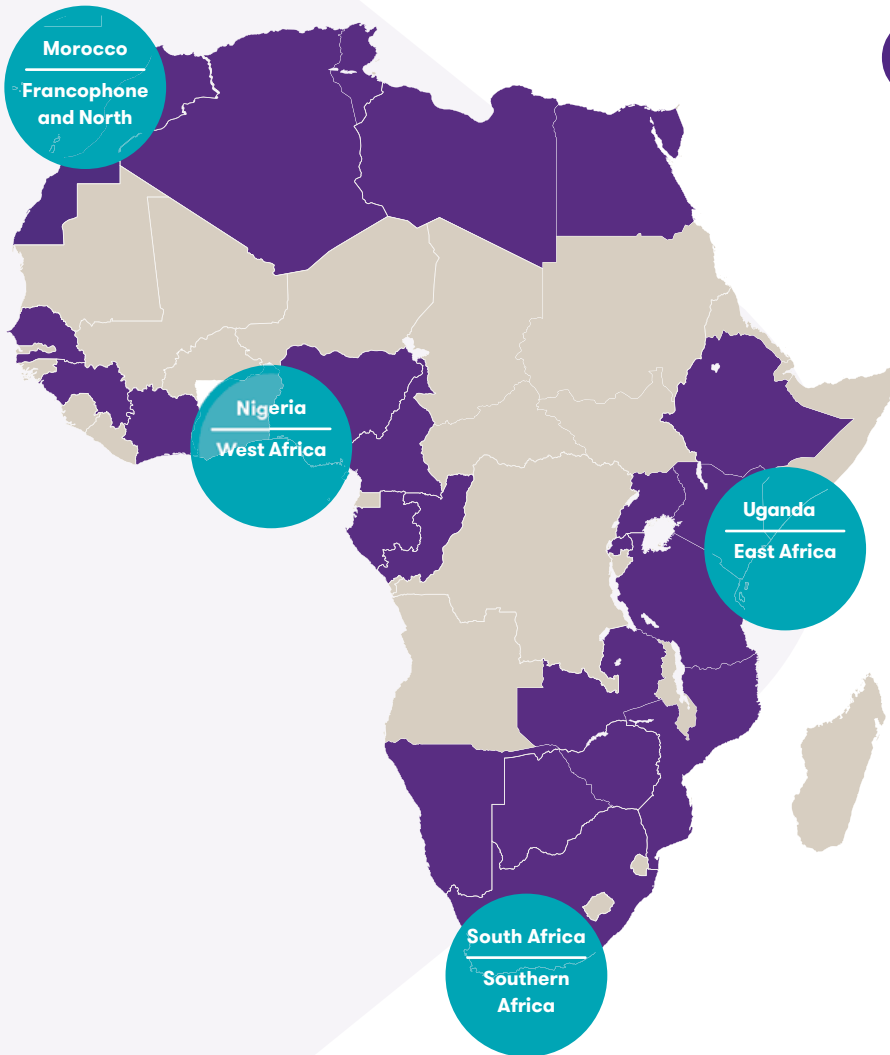 Morocco
Francophone
and North
Nigeria
West Africa
Uganda
East Africa
South Africa
Southern
Africa